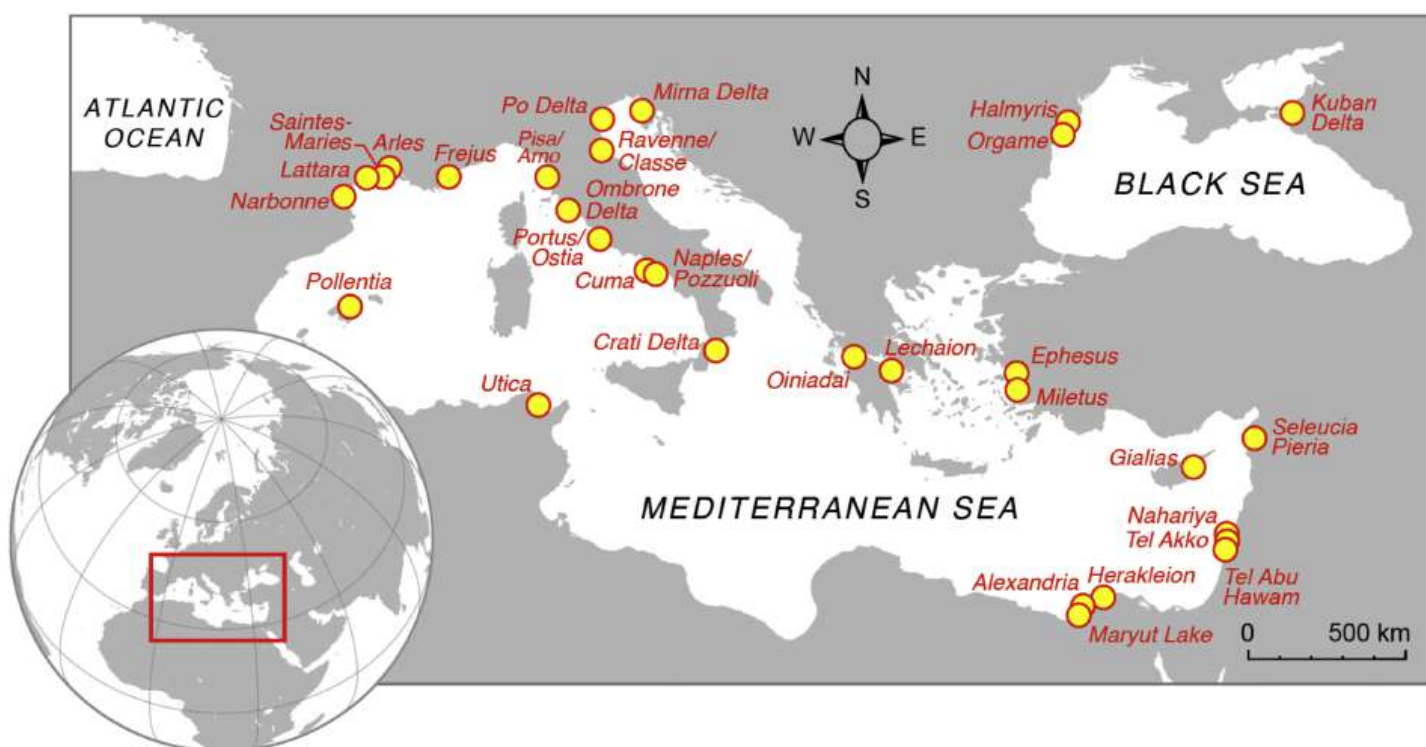 ATLANTIC
OCEAN
Saintes-
Maries
Arles
Lattara
Narbonne
Frejus
Pisa/
Arno
Po Delta
Mirna Delta
Ravenne/
Classe
Ombrone
Delta
Portus/
Ostia
Cuma
Naples/
Pozzuoli
Pollentia
Crati Delta
Utica
N
W
E
S
Halmyris
Orgame
Kuban
Delta
BLACK SEA
Oiniadai
Lechaion
Ephesus
Miletus
Seleucia
Pieria
Gialias
MEDITERRANEAN SEA
Nahariya
Tel Akko
Tel Abu
Hawam
Alexandria
Herakleion
Maryut Lake
0 500 km